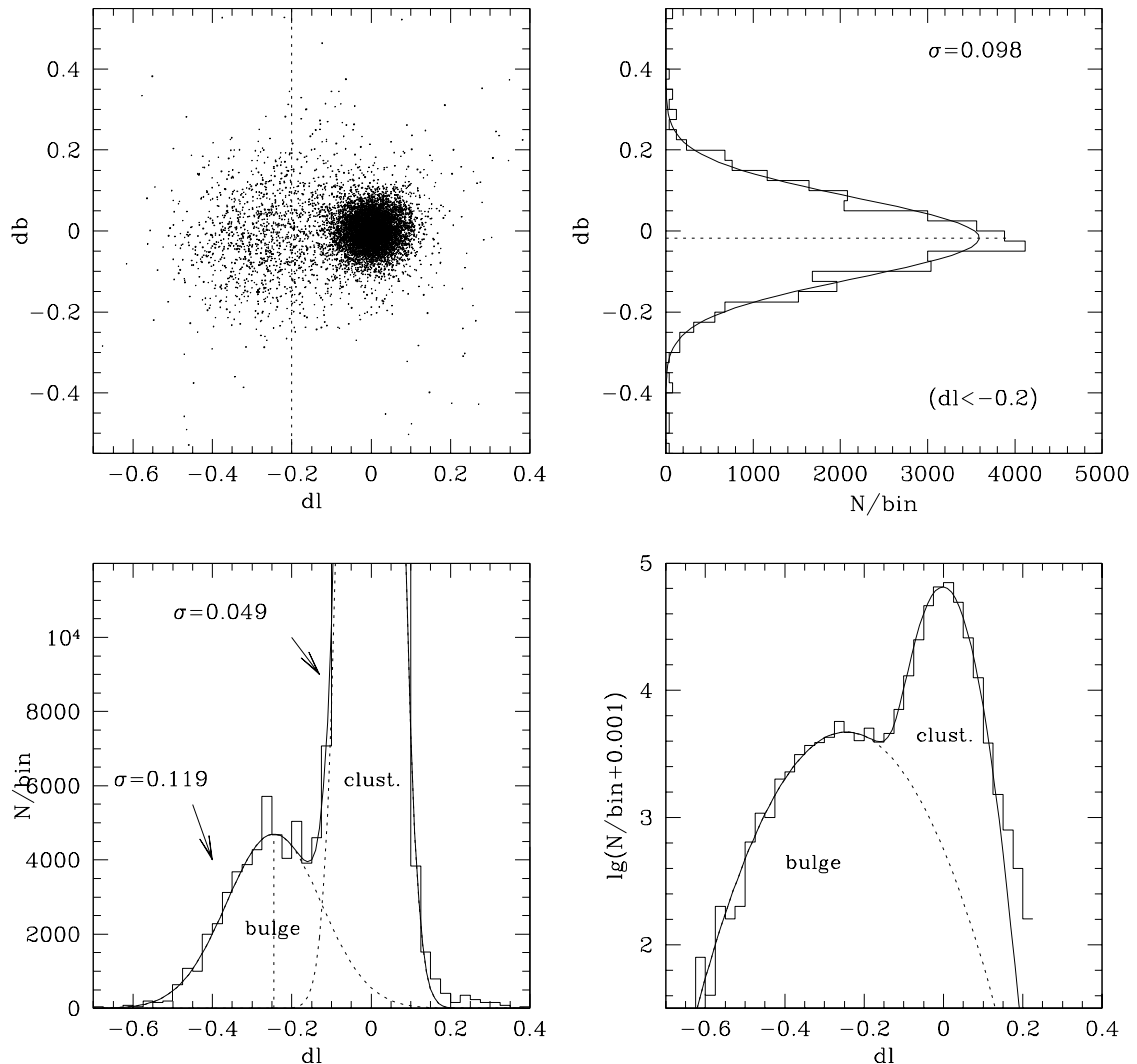 0.4
0.2
0
−0.2
−0.4
db
−0.6
−0.4
−0.2
0
0.2
0.4
dl
σ=0.098
0.4
0.2
0
−0.2
−0.4
db
(dl<−0.2)
0
1000
2000
3000
4000
5000
N/bin
10⁴
8000
6000
4000
2000
0
N/bin
σ=0.049
σ=0.119
clust.
bulge
−0.6
−0.4
−0.2
0
0.2
0.4
dl
5
4
3
2
lg(N/bin+0.001)
clust.
bulge
−0.6
−0.4
−0.2
0
0.2
0.4
dl